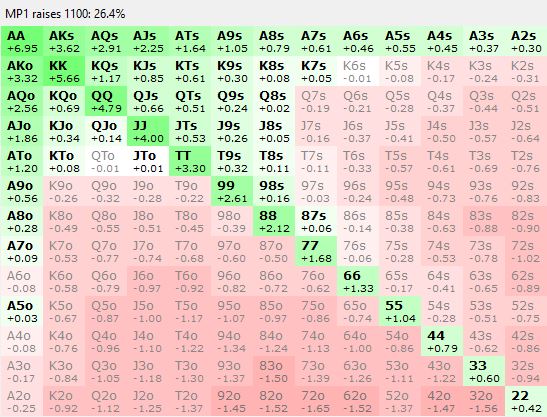 MP1 raises 1100: 26.4%
AA AKs AQs AJs ATs A9s A8s A7s A6s A5s A4s A3s A2s
+6.95 +3.62 +2.91 +2.25 +1.64 +1.05 +0.79 +0.61 +0.46 +0.55 +0.45 +0.37 +0.30
AKo KK KQs KJs KTs K9s K8s K7s K6s K5s K4s K3s K2s
+3.32 +5.66 +1.17 +0.85 +0.61 +0.30 +0.08 +0.05 -0.01 -0.08 -0.17 -0.24 -0.31
AQo KQo QQ QJs QTs Q9s Q8s Q7s Q6s Q5s Q4s Q3s Q2s
+2.56 +0.69 +4.79 +0.66 +0.51 +0.24 +0.02 -0.19 -0.21 -0.28 -0.37 -0.44 -0.51
AJo KJo QJo JJ JTs J9s J8s J7s J6s J5s J4s J3s J2s
+1.86 +0.34 +0.14 +4.00 +0.53 +0.26 +0.05 -0.16 -0.37 -0.41 -0.50 -0.57 -0.64
ATo KTo QTo JTo TT T9s T8s T7s T6s T5s T4s T3s T2s
+1.20 +0.08 -0.01 +0.01 +3.30 +0.32 +0.11 -0.11 -0.33 -0.57 -0.61 -0.69 -0.76
A9o K9o Q9o J9o T9o 99 98s 97s 96s 95s 94s 93s 92s
+0.56 -0.26 -0.32 -0.28 -0.22 +2.61 +0.16 -0.03 -0.24 -0.48 -0.73 -0.76 -0.83
A8o K8o Q8o J8o T8o 98o 88 87s 86s 85s 84s 83s 82s
+0.28 -0.49 -0.55 -0.51 -0.45 -0.39 +2.12 +0.06 -0.14 -0.38 -0.63 -0.88 -0.90
A7o K7o Q7o J7o T7o 97o 87o 77 76s 75s 74s 73s 72s
+0.09 -0.53 -0.77 -0.74 -0.68 -0.60 -0.50 +1.68 -0.06 -0.28 -0.53 -0.78 -1.02
A6o K6o Q6o J6o T6o 96o 86o 76o 66 65s 64s 63s 62s
-0.08 -0.58 -0.79 -0.97 -0.92 -0.82 -0.72 -0.62 +1.33 -0.17 -0.41 -0.65 -0.89
A5o K5o Q5o J5o T5o 95o 85o 75o 65o 55 54s 53s 52s
+0.03 -0.67 -0.87 -1.00 -1.17 -1.07 -0.97 -0.86 -0.74 +1.04 -0.28 -0.51 -0.75
A4o K4o Q4o J4o T4o 94o 84o 74o 64o 54o 44 43s 42s
-0.08 -0.76 -0.96 -1.10 -1.22 -1.34 -1.24 -1.13 -1.00 -0.86 +0.79 -0.62 -0.86
A3o K3o Q3o J3o T3o 93o 83o 73o 63o 53o 43o 33 32s
-0.17 -0.84 -1.05 -1.18 -1.30 -1.37 -1.50 -1.39 -1.26 -1.11 -1.22 +0.60 -0.94
A2o K2o Q2o J2o T2o 92o 82o 72o 62o 52o 42o 32o 22
-0.25 -0.92 -1.12 -1.25 -1.37 -1.45 -1.52 -1.65 -1.52 -1.37 -1.47 -1.56 +0.42